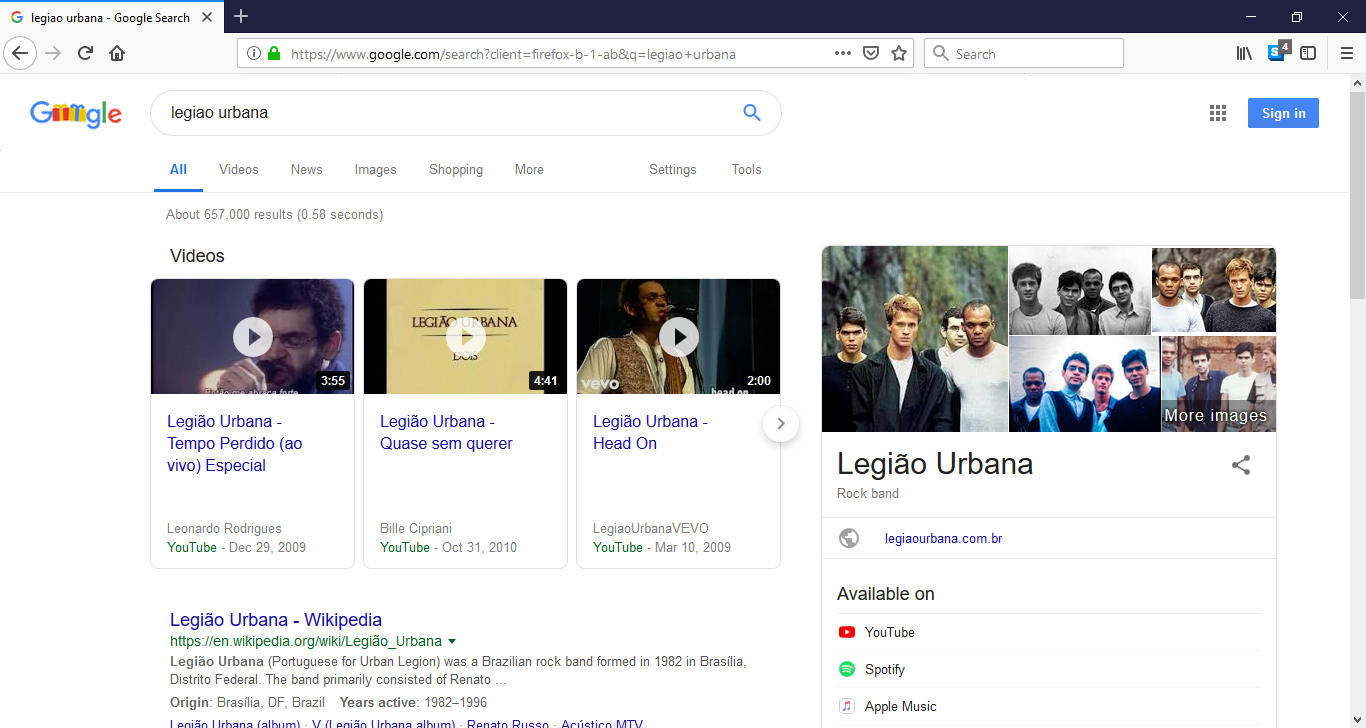 legiao urbana - Google Search
https://www.google.com/search?client=firefox-b-1-ab&q=legiao+urbana
Search
4
Google
legiao urbana
Sign in
All Videos News Images Shopping More Settings Tools
About 657,000 results (0.58 seconds)
Videos
3:55
LEGIÃO URBANA
DOIS
4:41
vevo
head on
2:00
Legião Urbana -
Tempo Perdido (ao
vivo) Especial
Leonardo Rodrigues
YouTube - Dec 29, 2009
Legião Urbana -
Quase sem querer
Bille Cipriani
YouTube - Oct 31, 2010
Legião Urbana -
Head On
LegiaoUrbanaVEVO
YouTube - Mar 10, 2009
Legião Urbana - Wikipedia
https://en.wikipedia.org/wiki/Legião_Urbana
Legião Urbana (Portuguese for Urban Legion) was a Brazilian rock band formed in 1982 in Brasília,
Distrito Federal. The band primarily consisted of Renato ...
Origin: Brasília, DF, Brazil Years active: 1982–1996
Legião Urbana (album) · V (Legião Urbana album) · Renato Russo · Acústico MTV
More images
Legião Urbana
Rock band
legiaourbana.com.br
Available on
YouTube
Spotify
Apple Music